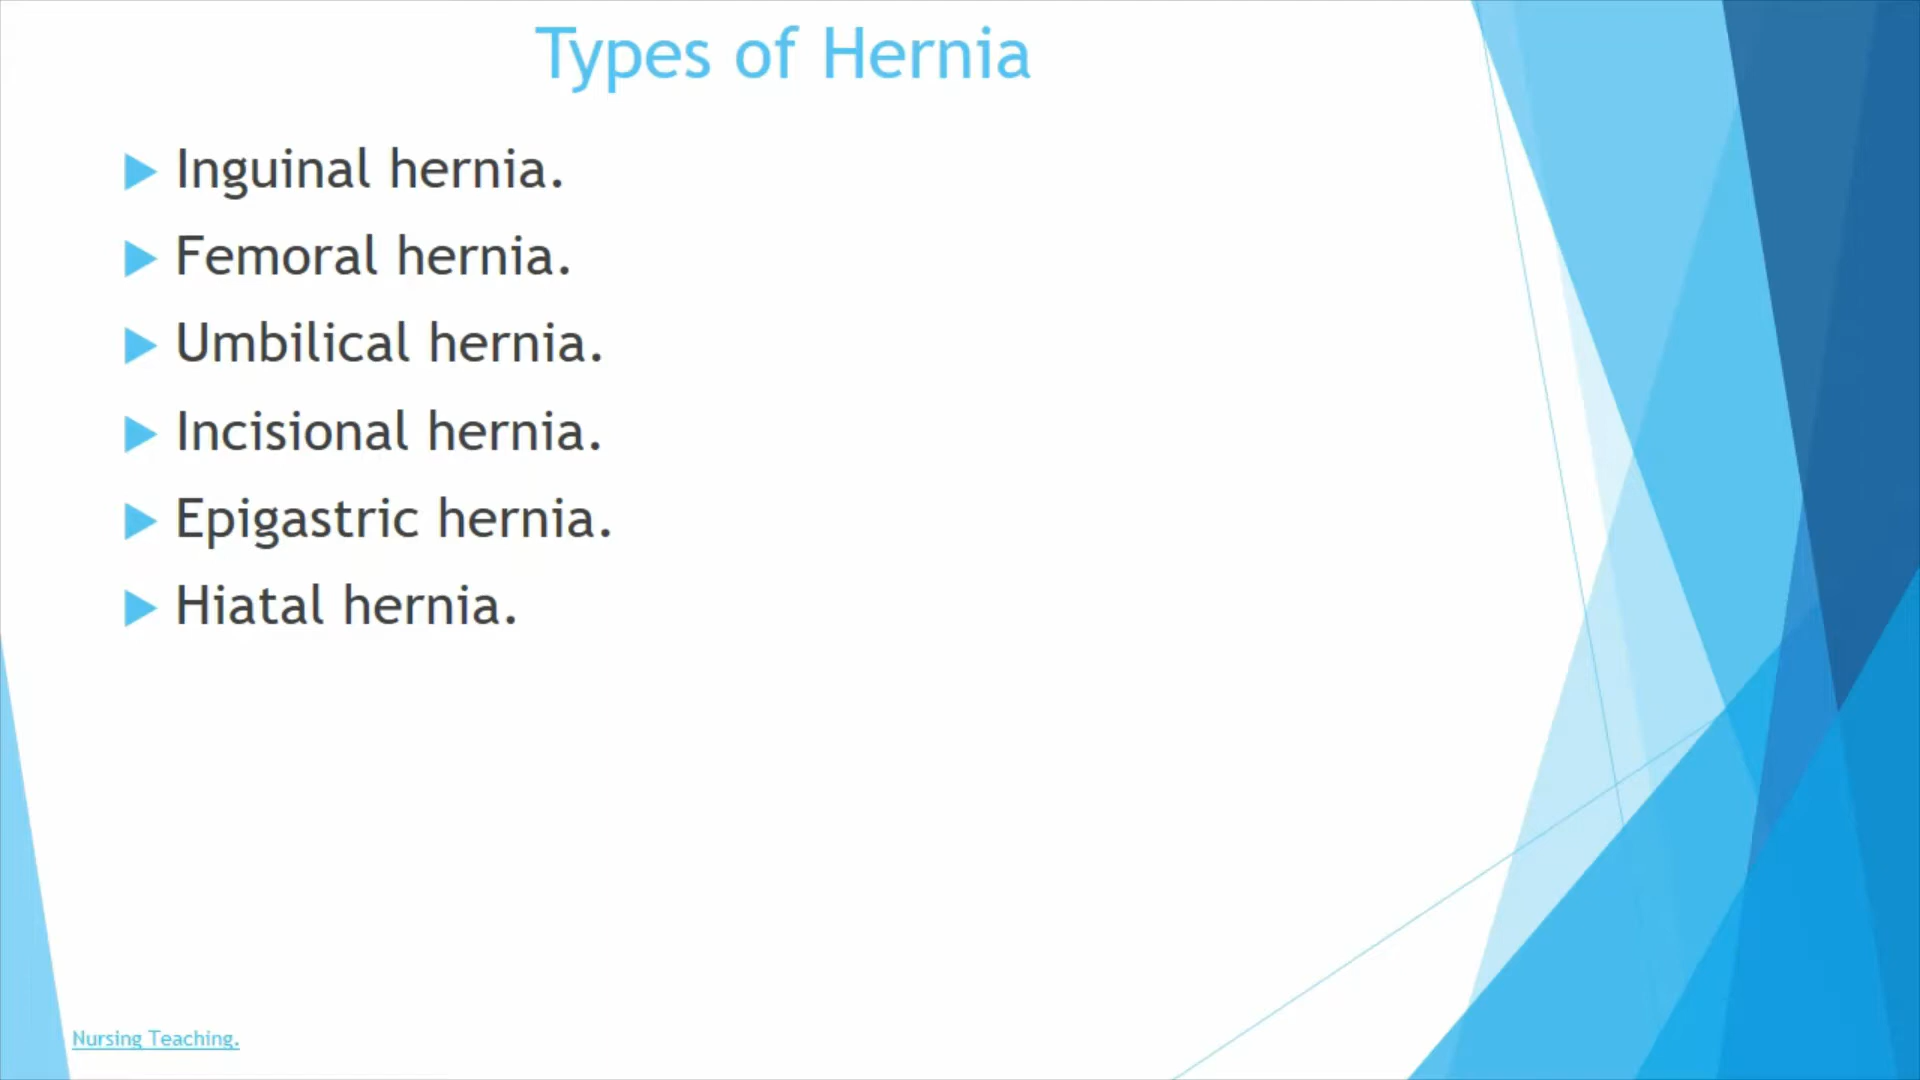 Types of Hernia
Inguinal hernia.
Femoral hernia.
Umbilical hernia.
Incisional hernia.
Epigastric hernia.
Hiatal hernia.
Nursing Teaching.